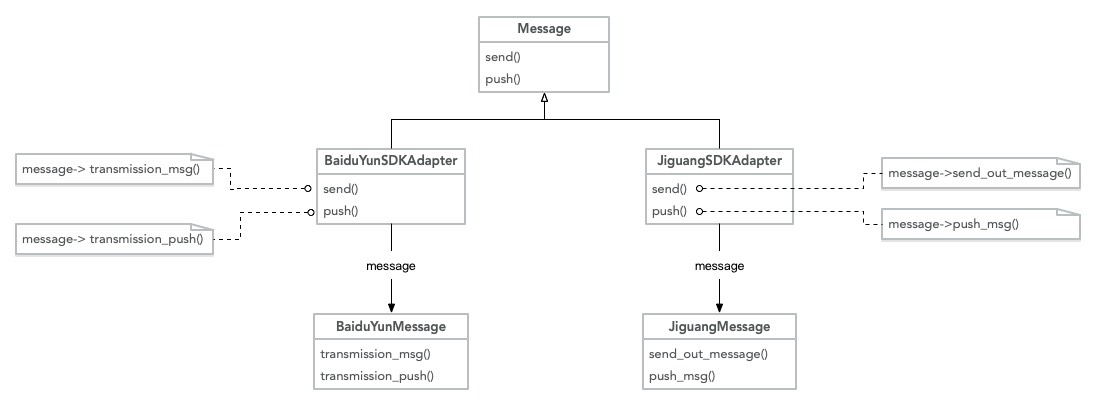 Message
send()
push()
BaiduYunSDKAdapter
send()
push()
JiguangSDKAdapter
send()
push()
message-> transmission_msg()
message-> transmission_push()
message->send_out_message()
message->push_msg()
message
message
BaiduYunMessage
transmission_msg()
transmission_push()
JiguangMessage
send_out_message()
push_msg()